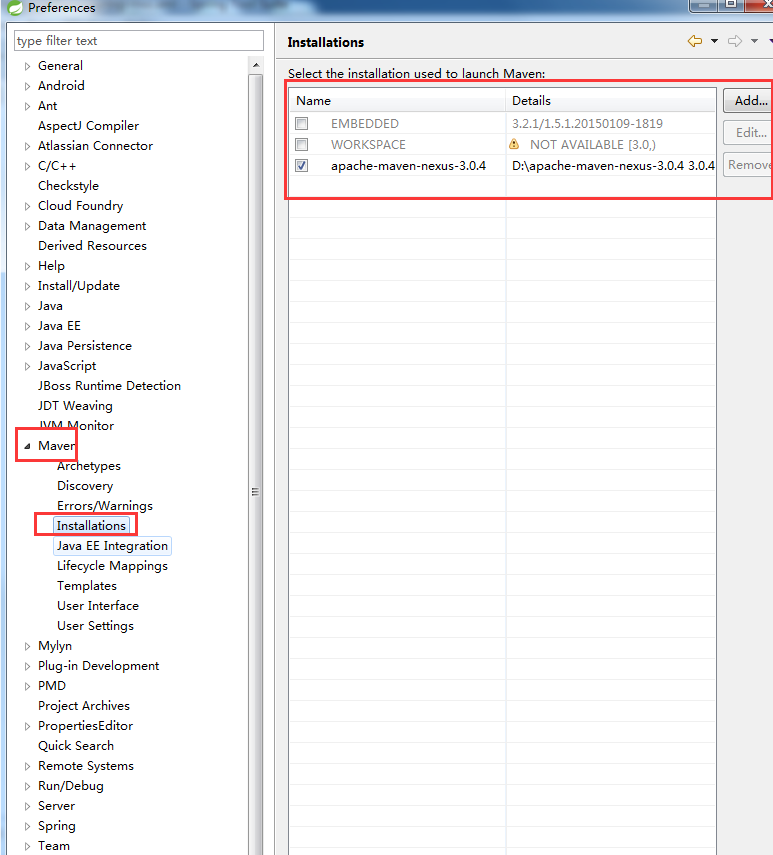 Preferences
type filter text
General
Android
Ant
AspectJ Compiler
Atlassian Connector
C/C++
Checkstyle
Cloud Foundry
Data Management
Derived Resources
Help
Install/Update
Java
Java EE
Java Persistence
JavaScript
JBoss Runtime Detection
JDT Weaving
JVM Monitor
Maven
Archetypes
Discovery
Errors/Warnings
Installations
Java EE Integration
Lifecycle Mappings
Templates
User Interface
User Settings
Mylyn
Plug-in Development
PMD
Project Archives
PropertiesEditor
Quick Search
Remote Systems
Run/Debug
Server
Spring
Team
Installations
Select the installation used to launch Maven:
Name Details
EMBEDDED 3.2.1/1.5.1.20150109-1819
WORKSPACE NOT AVAILABLE [3.0,)
apache-maven-nexus-3.0.4 D:\apache-maven-nexus-3.0.4 3.0.4
Add...
Edit...
Remove